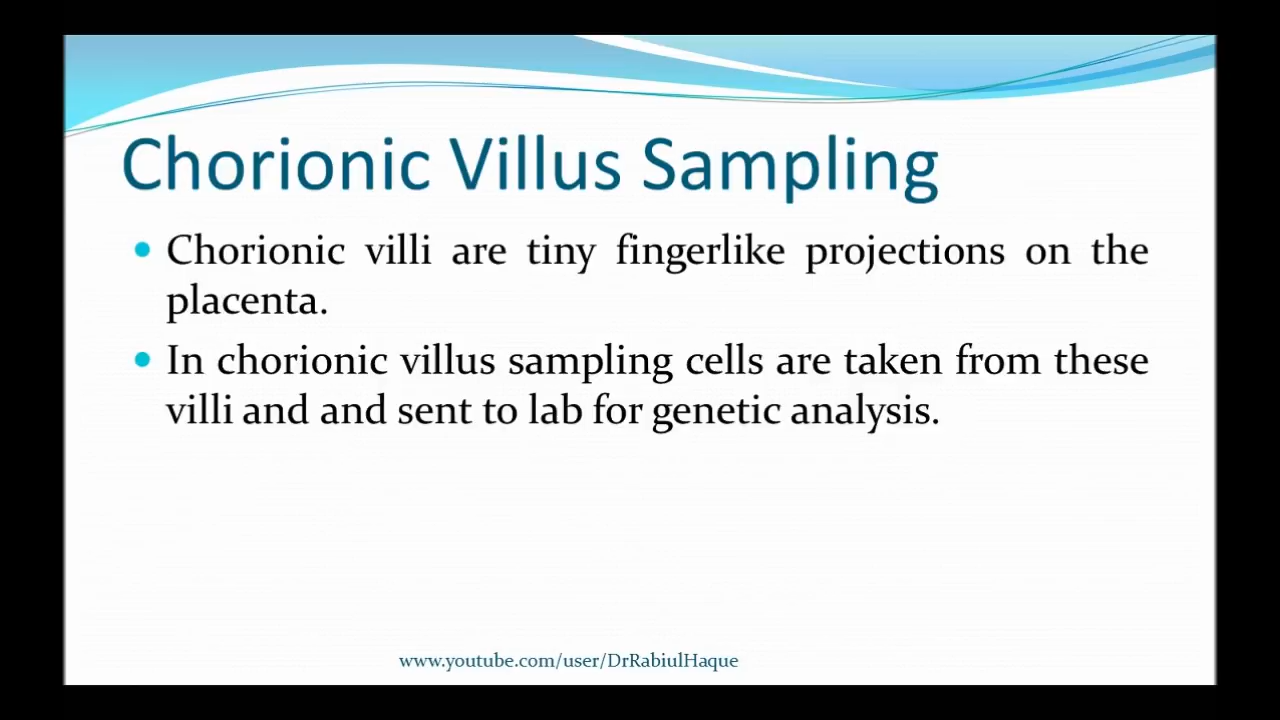 Chorionic Villus Sampling
• Chorionic villi are tiny fingerlike projections on the
placenta.
• In chorionic villus sampling cells are taken from these
villi and and sent to lab for genetic analysis.
www.youtube.com/user/DrRabiulHaque